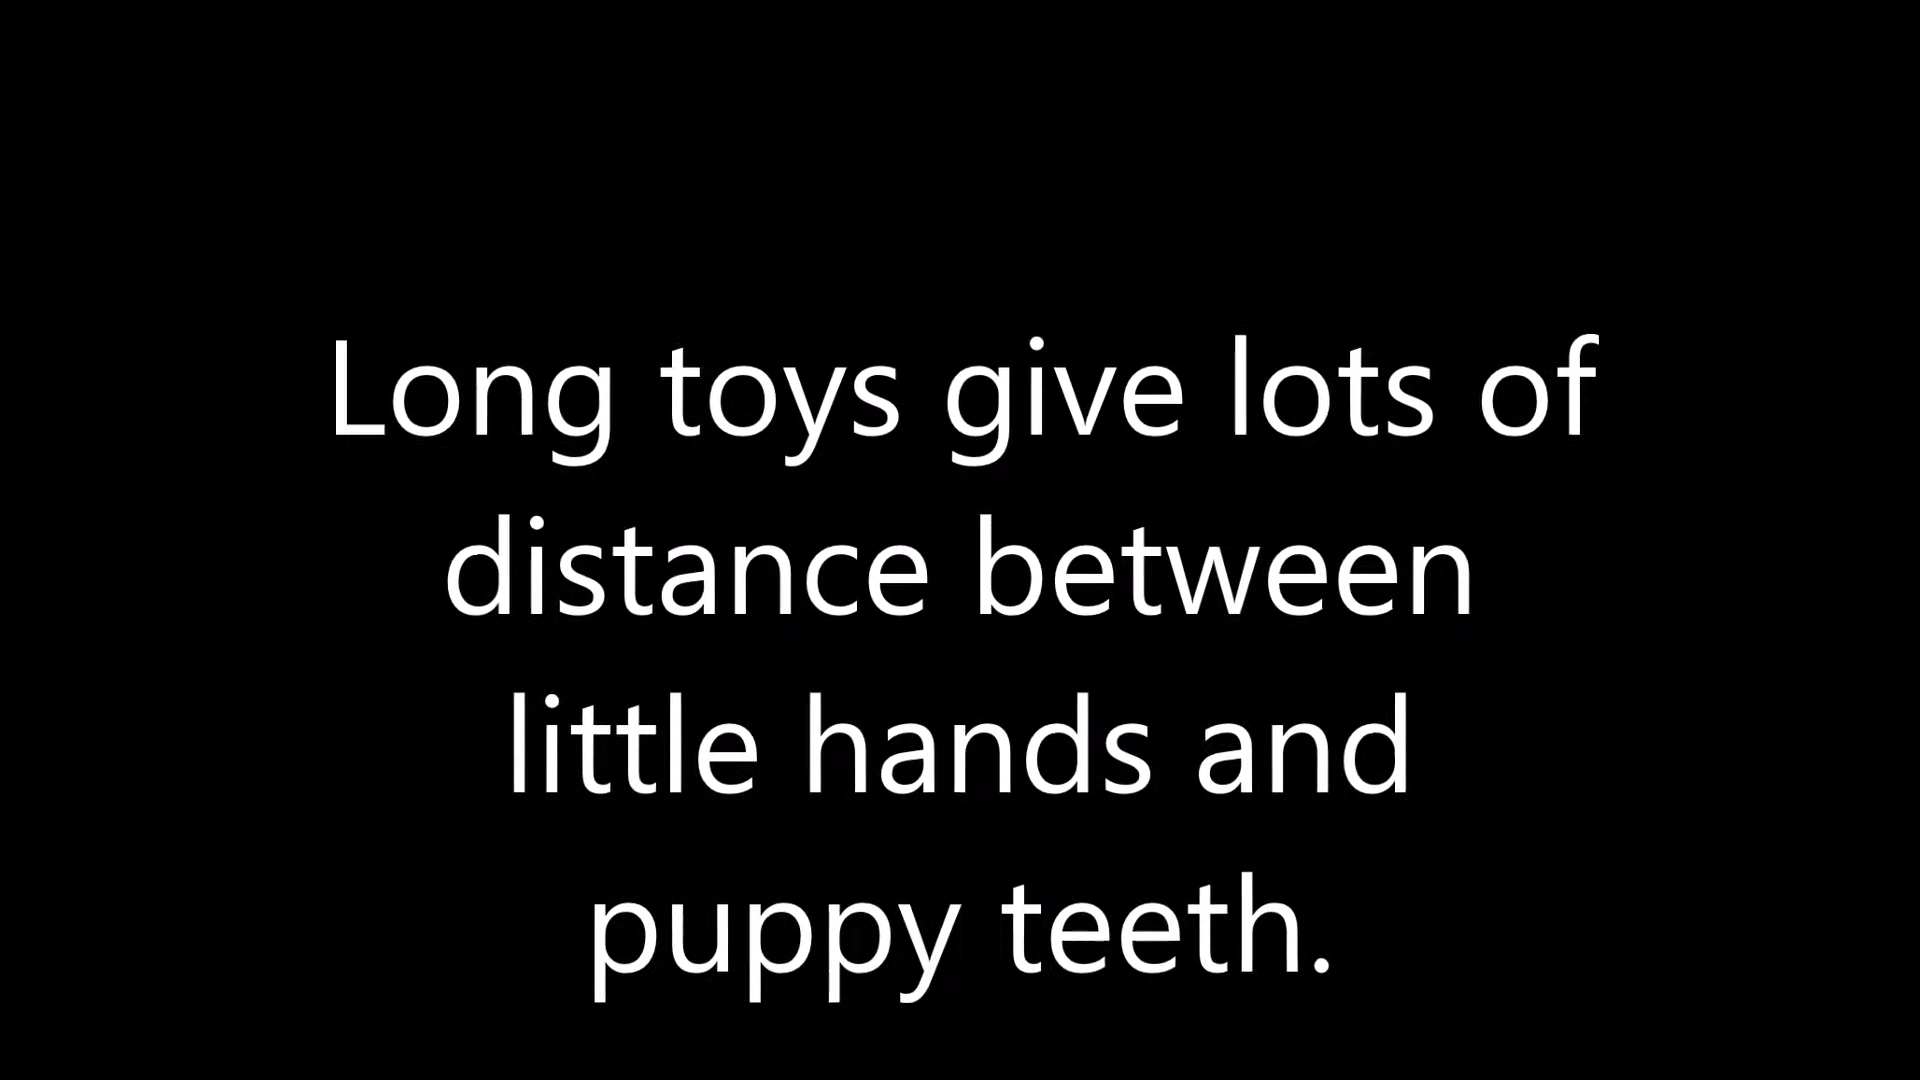 Long toys give lots of
distance between
little hands and
puppy teeth.